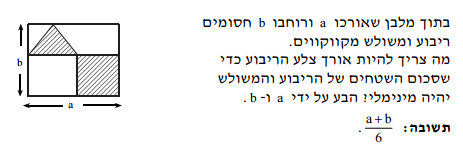 בתוך מלבן שאורכו a ורוחבו b חסומים
ריבוע ומשולש מקווקווים.
מה צריך להיות אורך צלע הריבוע כדי
שסכום השטחים של הריבוע והמשולש
יהיה מינימלי? הבע על ידי a ו- b.
תשובה: \frac{a+b}{6}.
b
a